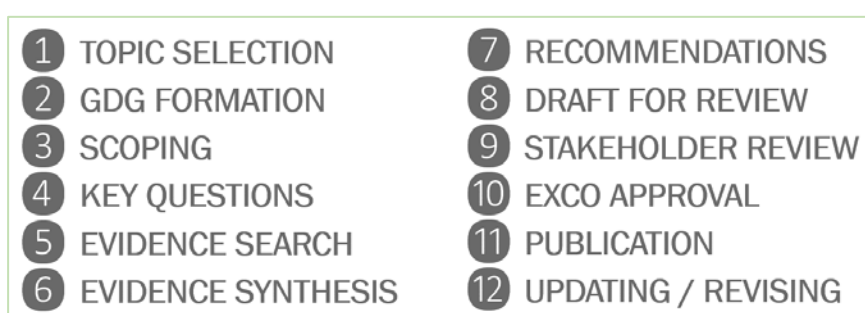 1 TOPIC SELECTION
2 GDG FORMATION
3 SCOPING
4 KEY QUESTIONS
5 EVIDENCE SEARCH
6 EVIDENCE SYNTHESIS
7 RECOMMENDATIONS
8 DRAFT FOR REVIEW
9 STAKEHOLDER REVIEW
10 EXCO APPROVAL
11 PUBLICATION
12 UPDATING / REVISING